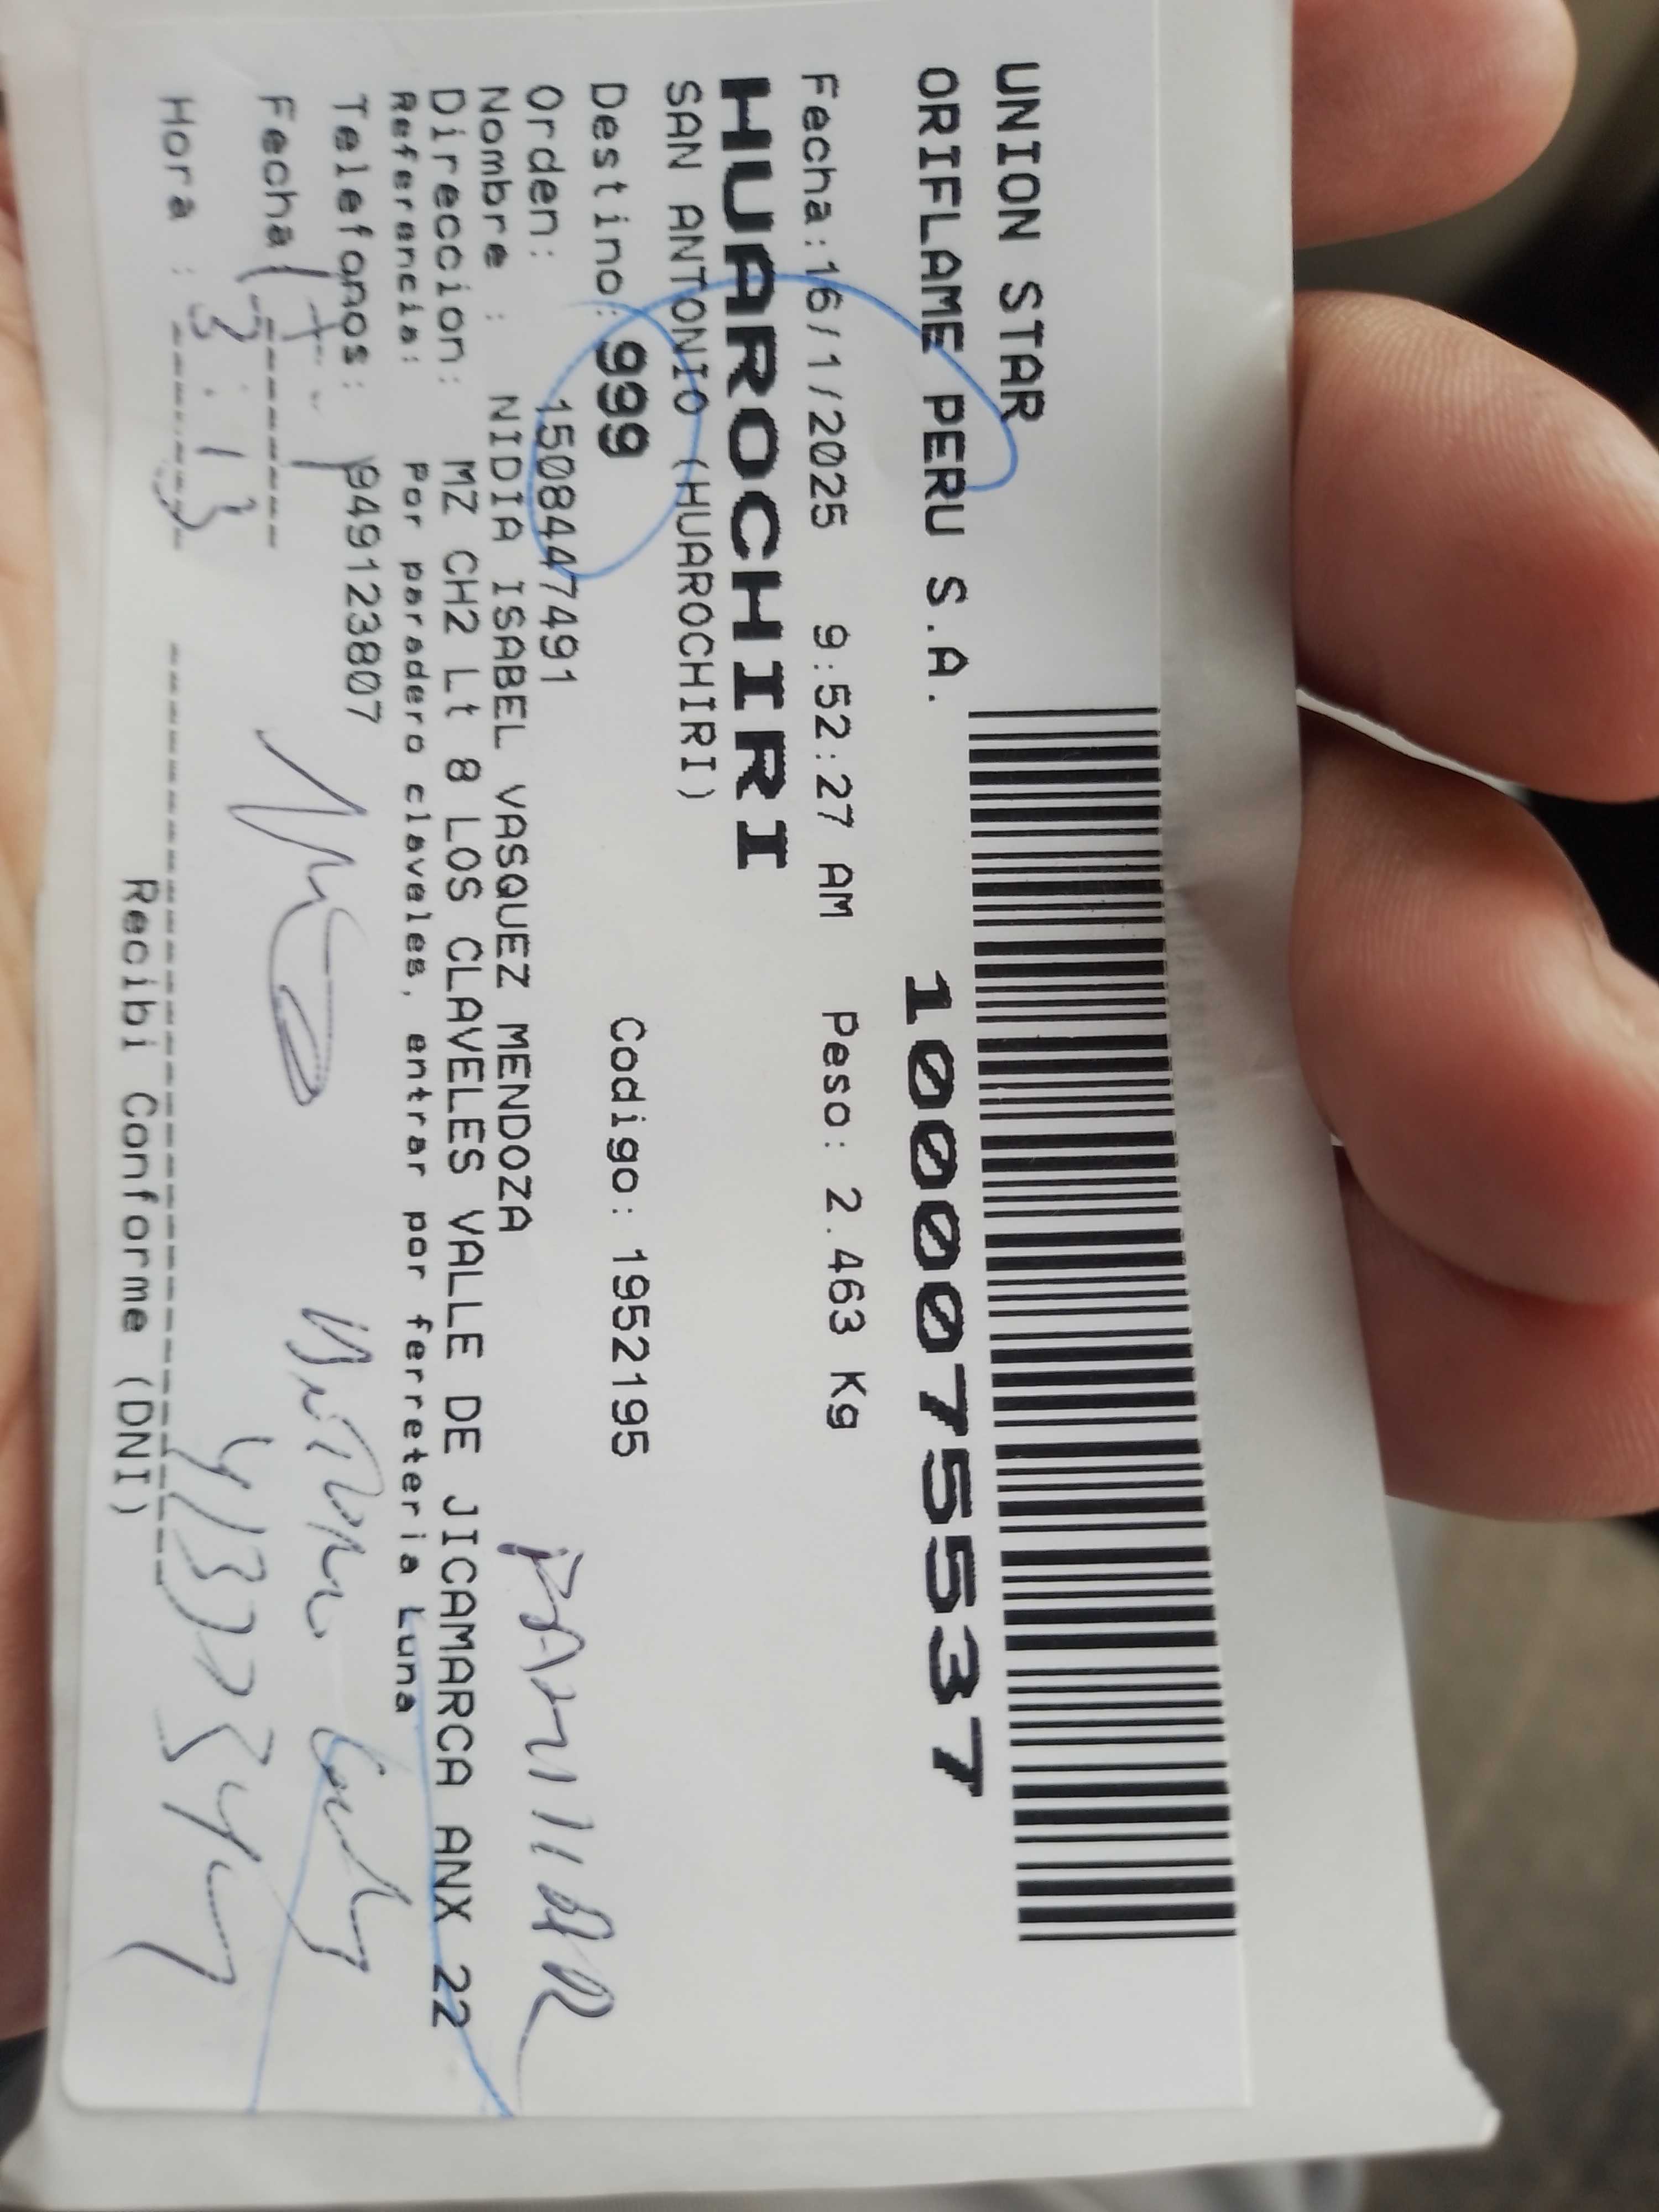 UNION STAR
ORIFLAME PERU S.A. 1000075537
Fecha:16/1/2025 9:52:27 AM Peso: 2.463 Kg
HUAROCHIRI
SAN ANTONIO (HUAROCHIRI)
Destino: 999 Codigo: 1952195
Orden: 15084447491
Nombre : NIDIA ISABEL VASQUEZ MENDOZA
Direccion: MZ CH2 Lt 8 LOS CLAVELES VALLE DE JICAMARCA ANX 22
Referencia: Por paradero claveles, entrar por ferreteria Luna
Telefonos: 949123807
Fecha
Hora :
Recibi Conforme (DNI)